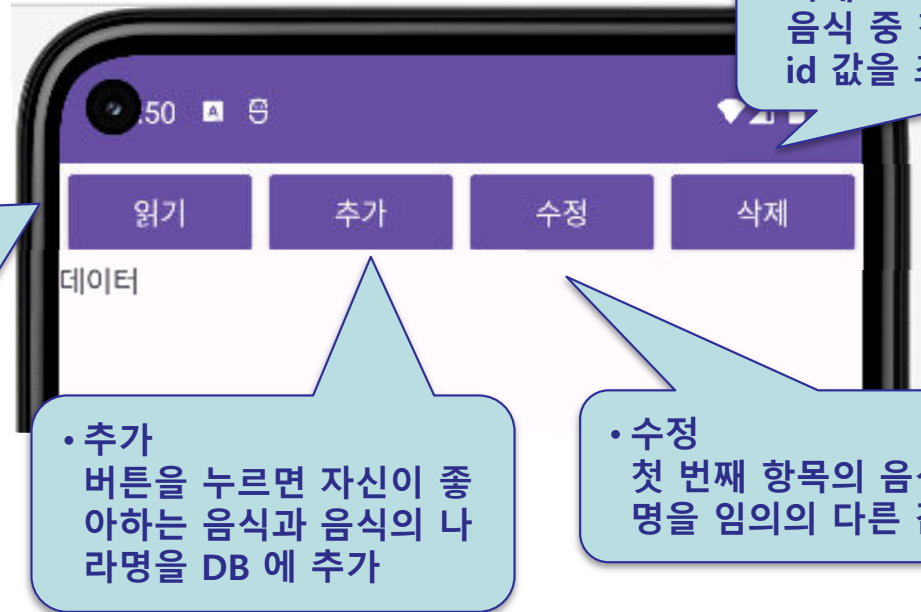 음식 중
id 값을
.50
읽기 추가 수정 삭제
데이터
• 추가
버튼을 누르면 자신이 좋
아하는 음식과 음식의 나
라명을 DB 에 추가
• 수정
첫 번째 항목의
명을 임의의 다른